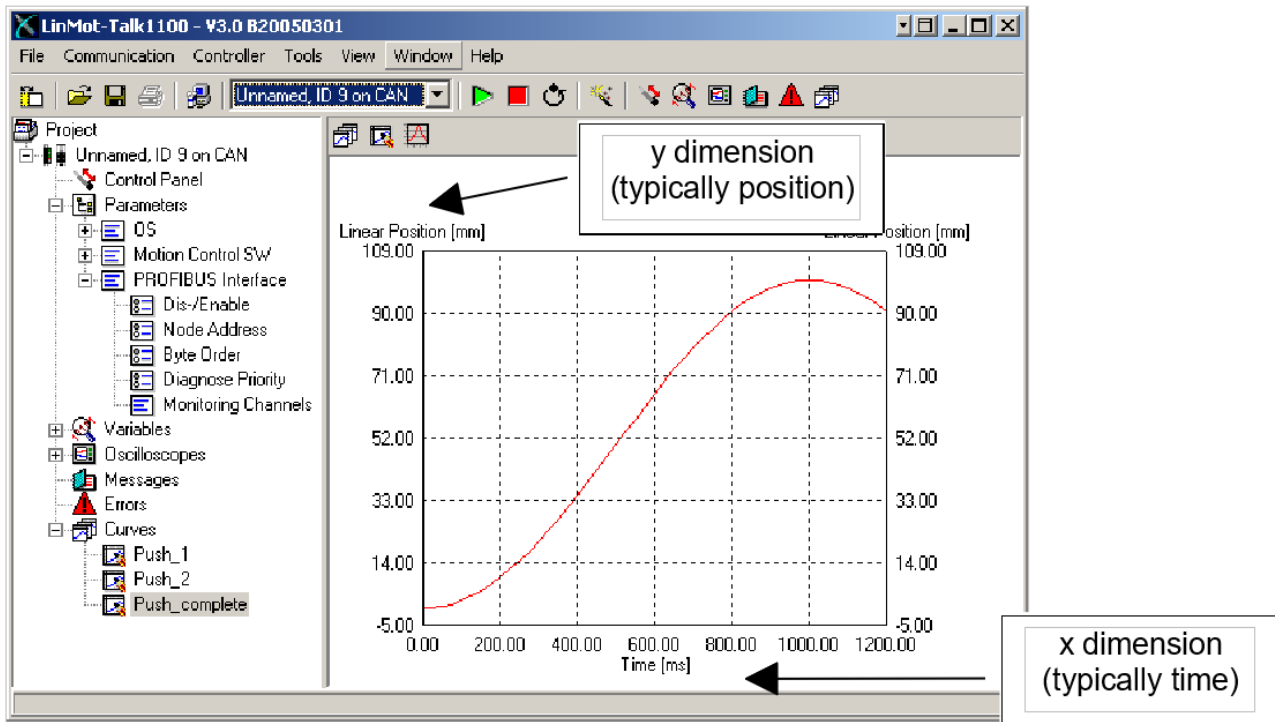 LinMot-Talk1100 - V3.0 B20050301
File Communication Controller Tools View Window Help
Unnamed, ID 9 on CAN
Project
Unnamed, ID 9 on CAN
Control Panel
Parameters
OS
Motion Control SW
PROFIBUS Interface
Dis-/Enable
Node Address
Byte Order
Diagnose Priority
Monitoring Channels
Variables
Oscilloscopes
Messages
Errors
Curves
Push_1
Push_2
Push_complete
y dimension
(typically position)
Linear Position [mm]
Linear Position [mm]
109.00 109.00
90.00 90.00
71.00 71.00
52.00 52.00
33.00 33.00
14.00 14.00
-5.00 -5.00
0.00 200.00 400.00 600.00 800.00 1000.00 1200.00
Time [ms]
x dimension
(typically time)